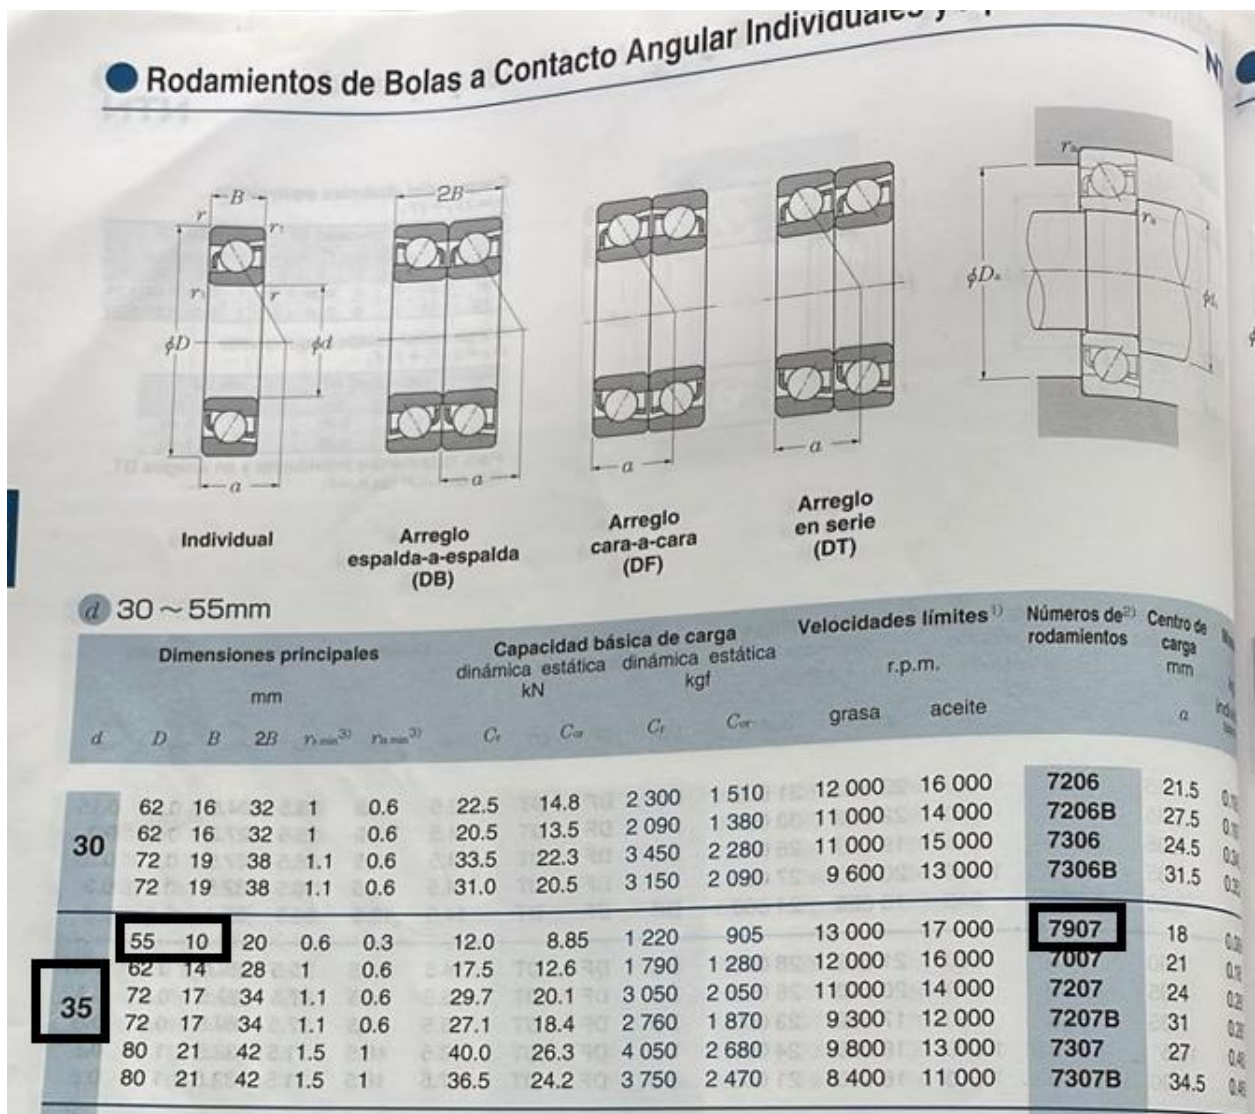 Rodamientos de Bolas a Contacto Angular Individuales y
B
2B
r
r1
r1
r
φD
φd
a
a
a
a
ra
ra
φDa
Individual
Arreglo
espalda-a-espalda
(DB)
Arreglo
cara-a-cara
(DF)
Arreglo
en serie
(DT)
d 30 ~ 55mm
Dimensiones principales
mm
d D B 2B rs min3) r1s min3)
Capacidad básica de carga
dinámica estática dinámica estática
kN kgf
Cr Cor Cr Cor
Velocidades límites1)
r.p.m.
grasa aceite
Números de2)
rodamientos
Centro de
carga
mm
a
30
62 16 32 1 0.6 22.5 14.8 2 300 1 510 12 000 16 000 7206 21.5
62 16 32 1 0.6 20.5 13.5 2 090 1 380 11 000 14 000 7206B 27.5
72 19 38 1.1 0.6 33.5 22.3 3 450 2 280 11 000 15 000 7306 24.5
72 19 38 1.1 0.6 31.0 20.5 3 150 2 090 9 600 13 000 7306B 31.5
35
55 10 20 0.6 0.3 12.0 8.85 1 220 905 13 000 17 000 7907 18
62 14 28 1 0.6 17.5 12.6 1 790 1 280 12 000 16 000 7007 21
72 17 34 1.1 0.6 29.7 20.1 3 050 2 050 11 000 14 000 7207 24
72 17 34 1.1 0.6 27.1 18.4 2 760 1 870 9 300 12 000 7207B 31
80 21 42 1.5 1 40.0 26.3 4 050 2 680 9 800 13 000 7307 27
80 21 42 1.5 1 36.5 24.2 3 750 2 470 8 400 11 000 7307B 34.5